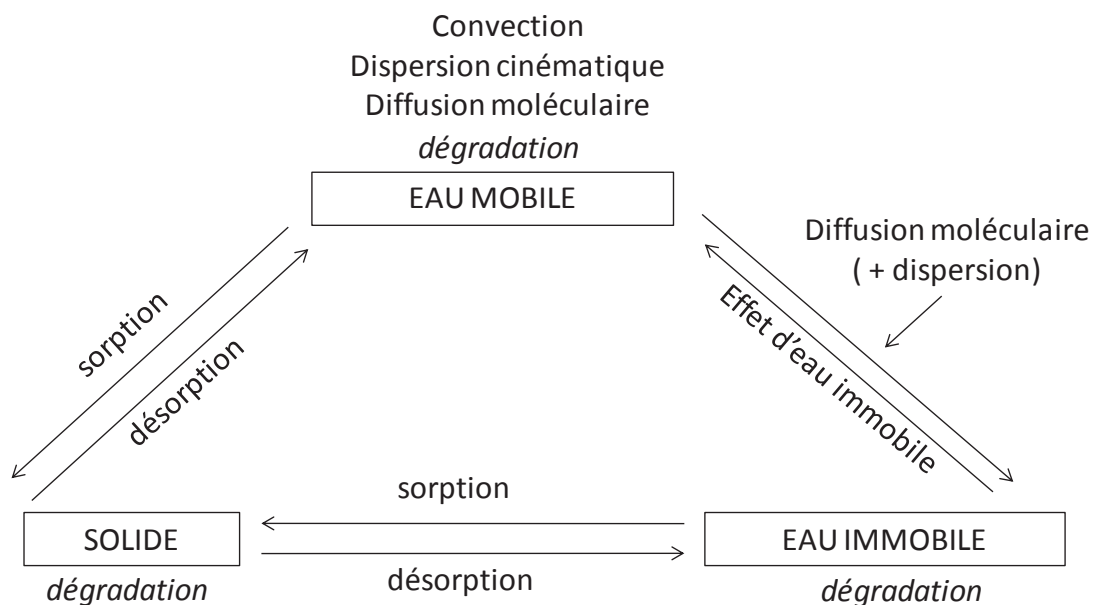 Convection
Dispersion cinématique
Diffusion moléculaire
dégradation
EAU MOBILE
Diffusion moléculaire
( + dispersion)
sorption
désorption
Effet d'eau immobile
sorption
SOLIDE
EAU IMMOBILE
désorption
dégradation
dégradation